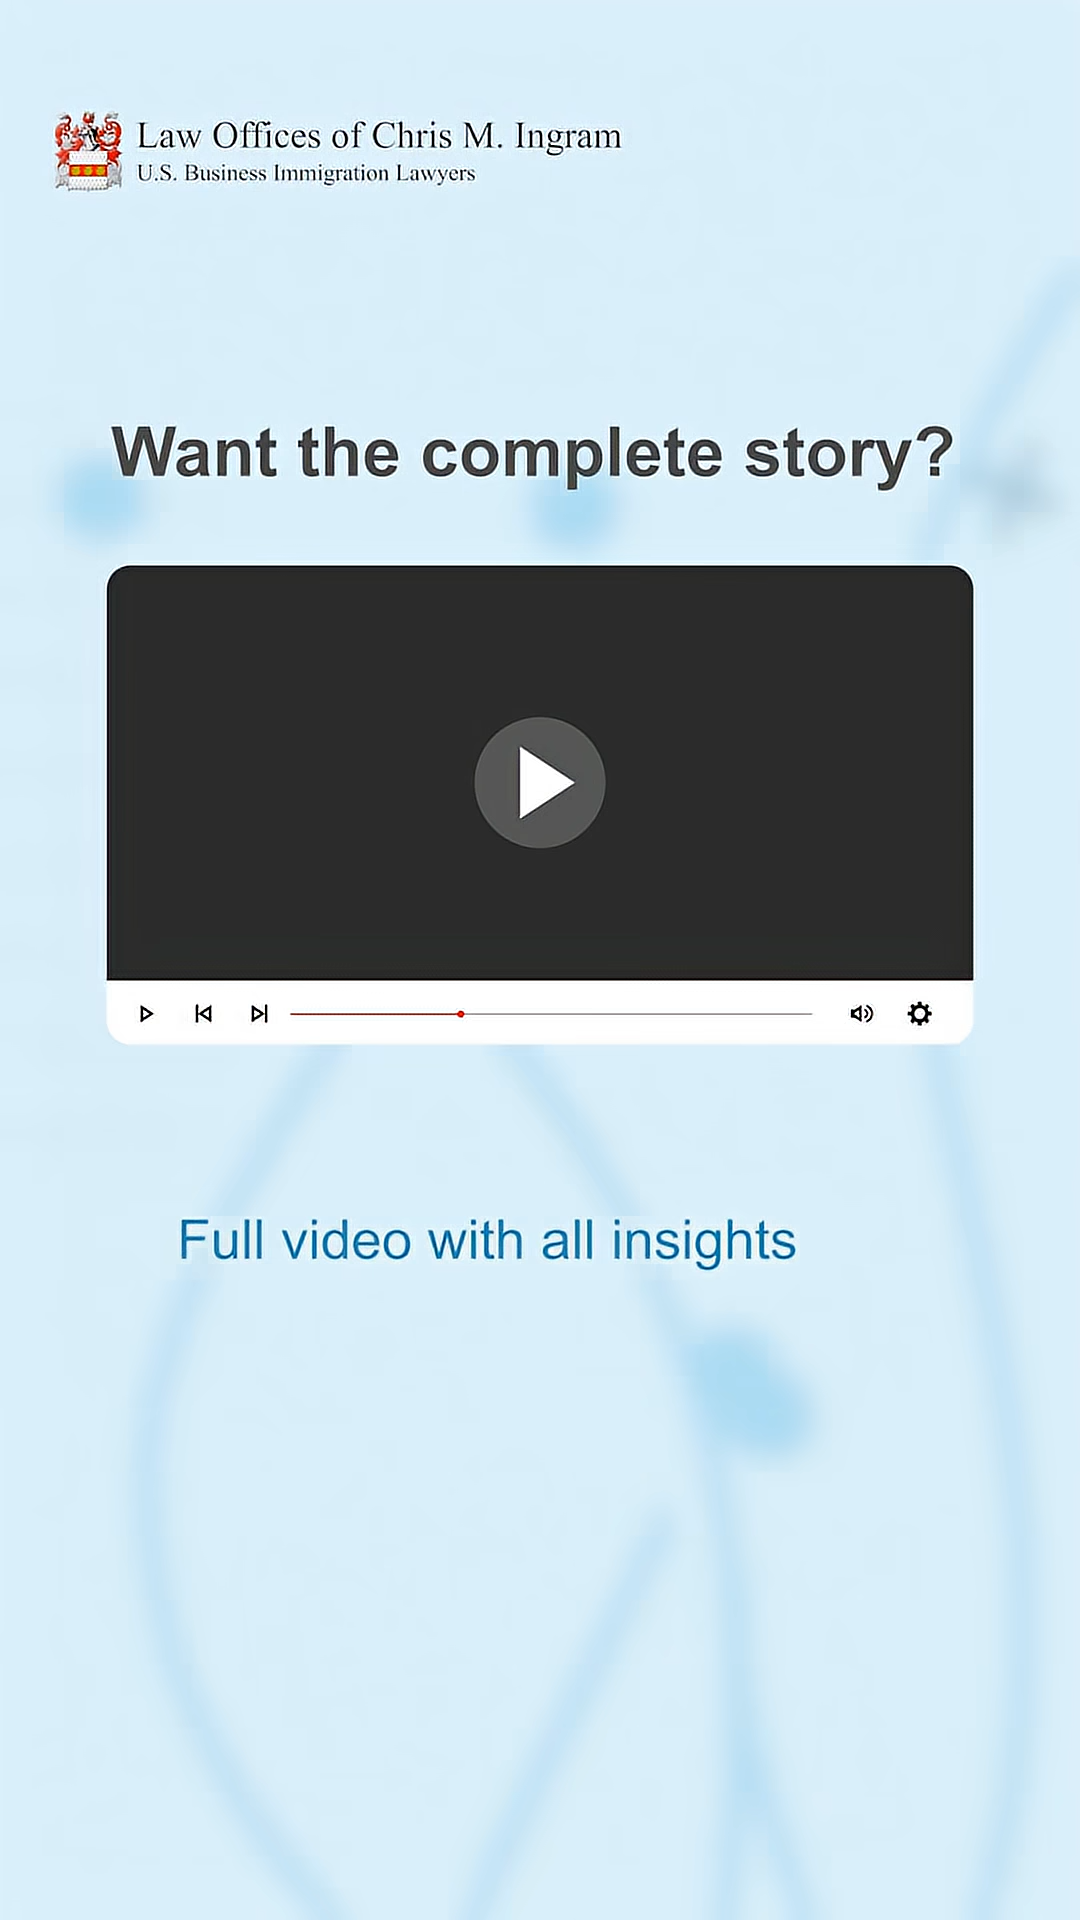 Law Offices of Chris M. Ingram
U.S. Business Immigration Lawyers
Want the complete story?
Full video with all insights